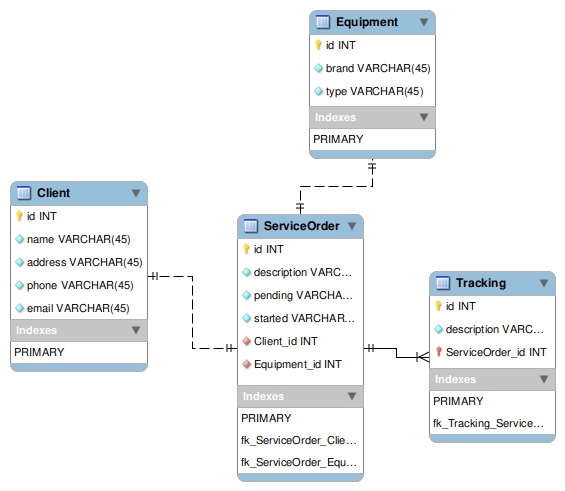 Equipment
id INT
brand VARCHAR(45)
type VARCHAR(45)
Indexes
PRIMARY
Client
id INT
name VARCHAR(45)
address VARCHAR(45)
phone VARCHAR(45)
email VARCHAR(45)
Indexes
PRIMARY
ServiceOrder
id INT
description VARC...
pending VARCHA...
started VARCHAR...
Client_id INT
Equipment_id INT
Indexes
PRIMARY
fk_ServiceOrder_Clie...
fk_ServiceOrder_Equ...
Tracking
id INT
description VARC...
ServiceOrder_id INT
Indexes
PRIMARY
fk_Tracking_Service...